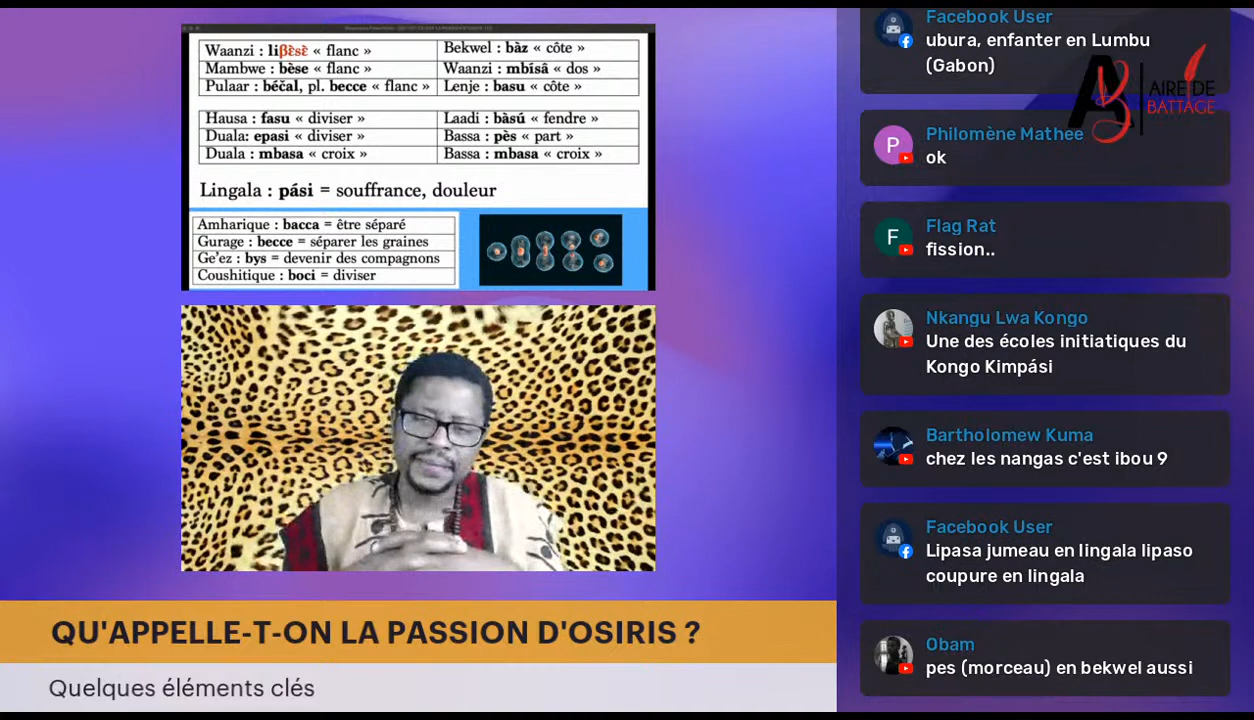 Waanzi : liβɛ̀sɛ̀ « flanc »
Bekwel : bàz « côte »
Mambwe : bèse « flanc »
Waanzi : mbísâ « dos »
Pulaar : béčal, pl. becce « flanc »
Lenje : basu « côte »
Hausa : fasu « diviser »
Laadi : bàsú « fendre »
Duala: epasi « diviser »
Bassa : pès « part »
Duala : mbasa « croix »
Bassa : mbasa « croix »
Lingala : pási = souffrance, douleur
Amharique : bacca = être séparé
Gurage : becce = séparer les graines
Ge'ez : bys = devenir des compagnons
Coushitique : boci = diviser
QU'APPELLE-T-ON LA PASSION D'OSIRIS ?
Quelques éléments clés
Facebook User
ubura, enfanter en Lumbu
(Gabon)
AB
AIRE DE
BATTAGE
P
Philomène Mathee
ok
F
Flag Rat
fission..
Nkangu Lwa Kongo
Une des écoles initiatiques du
Kongo Kimpási
Bartholomew Kuma
chez les nangas c'est ibou 9
Facebook User
Lipasa jumeau en lingala lipaso
coupure en lingala
Obam
pes (morceau) en bekwel aussi